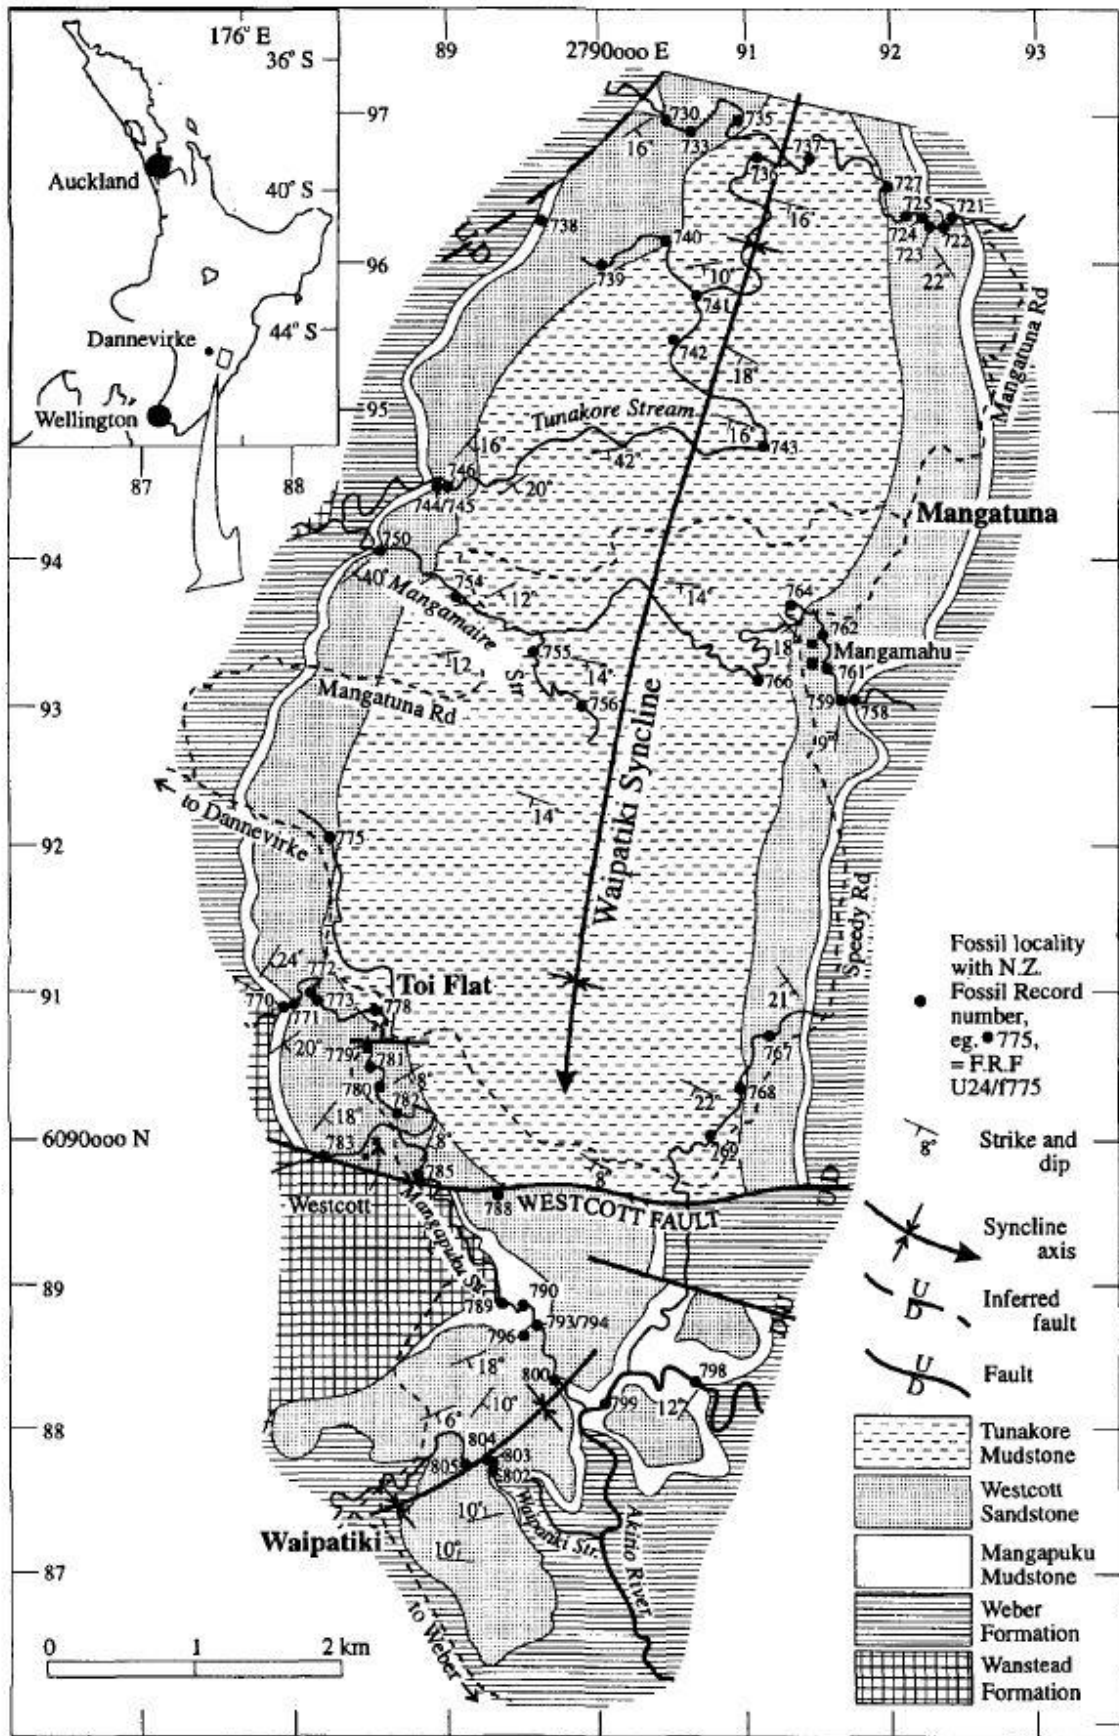 176° E
36° S
40° S
44° S
Auckland
Dannevirke
Wellington
89
2790000 E
91
92
93
97
96
95
87
88
94
93
92
91
6090000 N
89
88
87
730
735
733
16°
737
736
727
725
721
724
723
722
22°
16°
738
U
D
740
739
10°
741
742
18°
Mangatuna Rd
Tunakore Stream
16°
743
42°
16°
746
20°
744/745
Mangatuna
750
40°
754
Mangamaire
Str
12°
14°
764
762
18°
Mangamahu
761
12
755
14°
766
756
759
758
9°
Mangatuna Rd
to Dannevirke
14°
Waipatiki Syncline
775
Speedy Rd
24°
772
Toi Flat
770
771
773
778
21°
767
20°
779
781
780
8°
782
22°
768
18°
783
8°
769
785
8°
Westcott
788
WESTCOTT FAULT
U
D
Mangapuku Str
790
789
793/794
796
18°
800
798
799
12°
10°
6°
804
803
805
802
10°
Waipatiki Str.
Waipatiki
10°
Akitio River
to Weber
0
1
2 km
Fossil locality
with N.Z.
Fossil Record
number,
eg. 775,
= F.R.F
U24/f775
8°
Strike and
dip
Syncline
axis
U
D
Inferred
fault
U
D
Fault
Tunakore
Mudstone
Westcott
Sandstone
Mangapuku
Mudstone
Weber
Formation
Wanstead
Formation